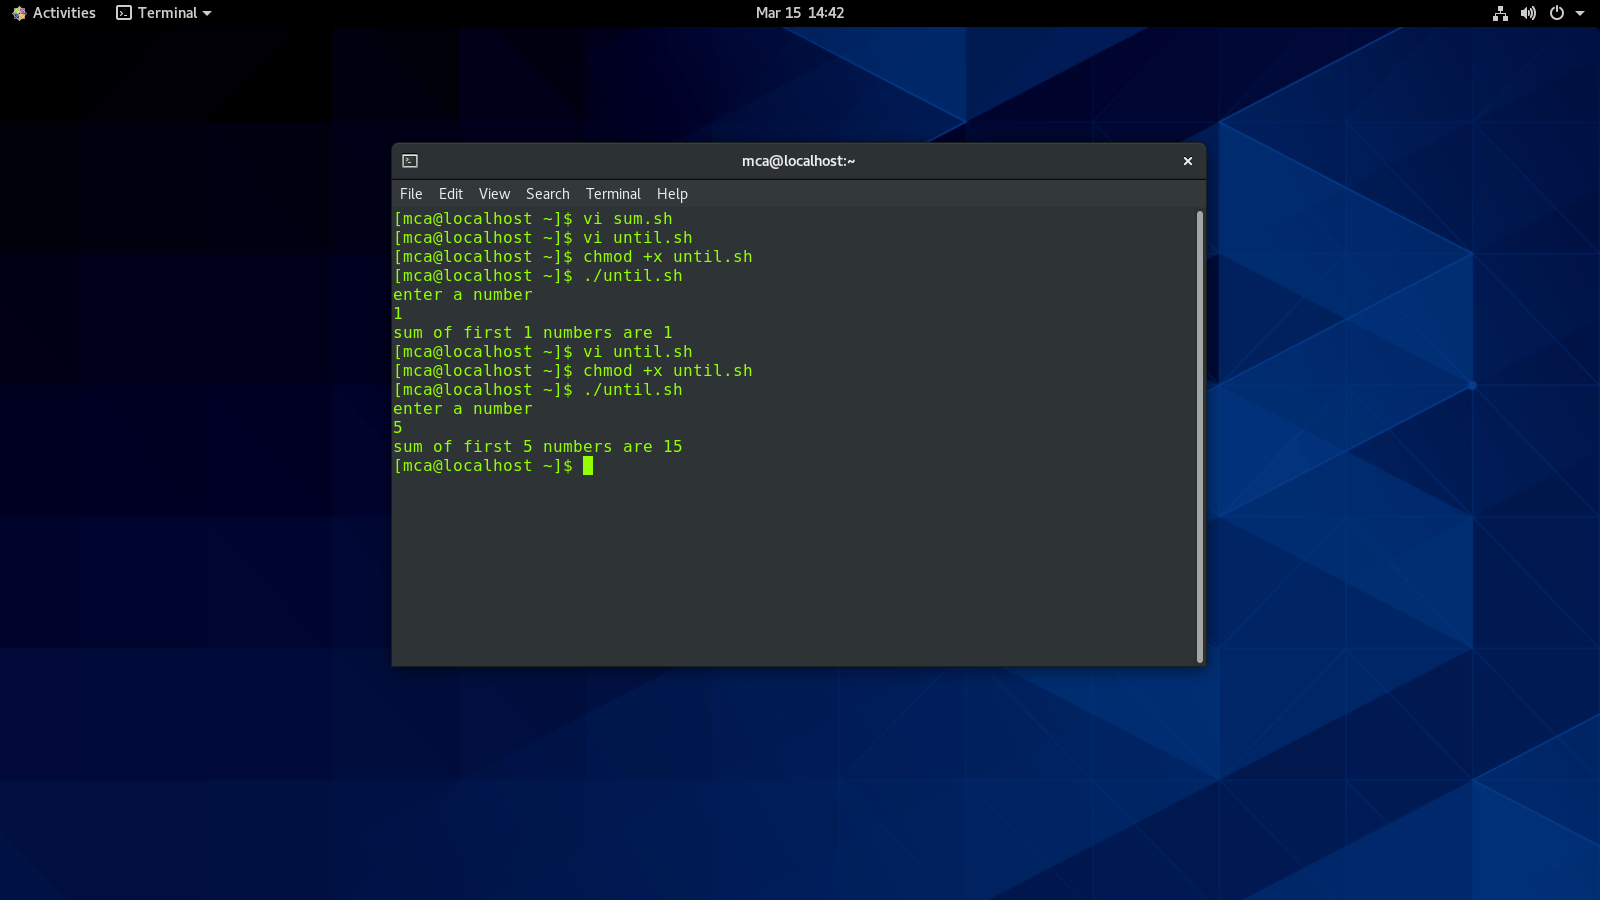 Activities Terminal Mar 15 14:42
mca@localhost:~
File Edit View Search Terminal Help
[mca@localhost ~]$ vi sum.sh
[mca@localhost ~]$ vi until.sh
[mca@localhost ~]$ chmod +x until.sh
[mca@localhost ~]$ ./until.sh
enter a number
1
sum of first 1 numbers are 1
[mca@localhost ~]$ vi until.sh
[mca@localhost ~]$ chmod +x until.sh
[mca@localhost ~]$ ./until.sh
enter a number
5
sum of first 5 numbers are 15
[mca@localhost ~]$